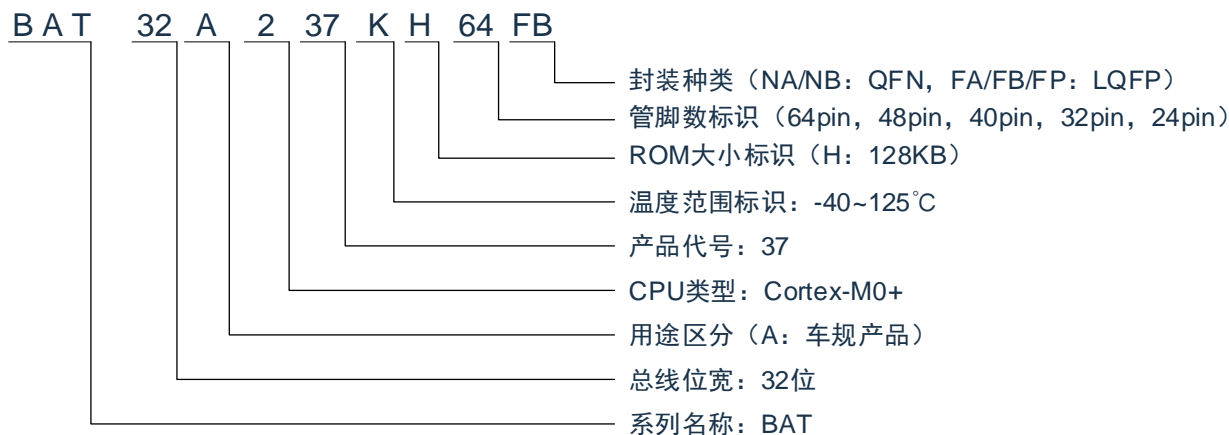 BAT 32 A 2 37 K H 64 FB
封装种类（NA/NB：QFN，FA/FB/FP：LQFP）
管脚数标识（64pin，48pin，40pin，32pin，24pin）
ROM大小标识（H：128KB）
温度范围标识：-40~125℃
产品代号：37
CPU类型：Cortex-M0+
用途区分（A：车规产品）
总线位宽：32位
系列名称：BAT